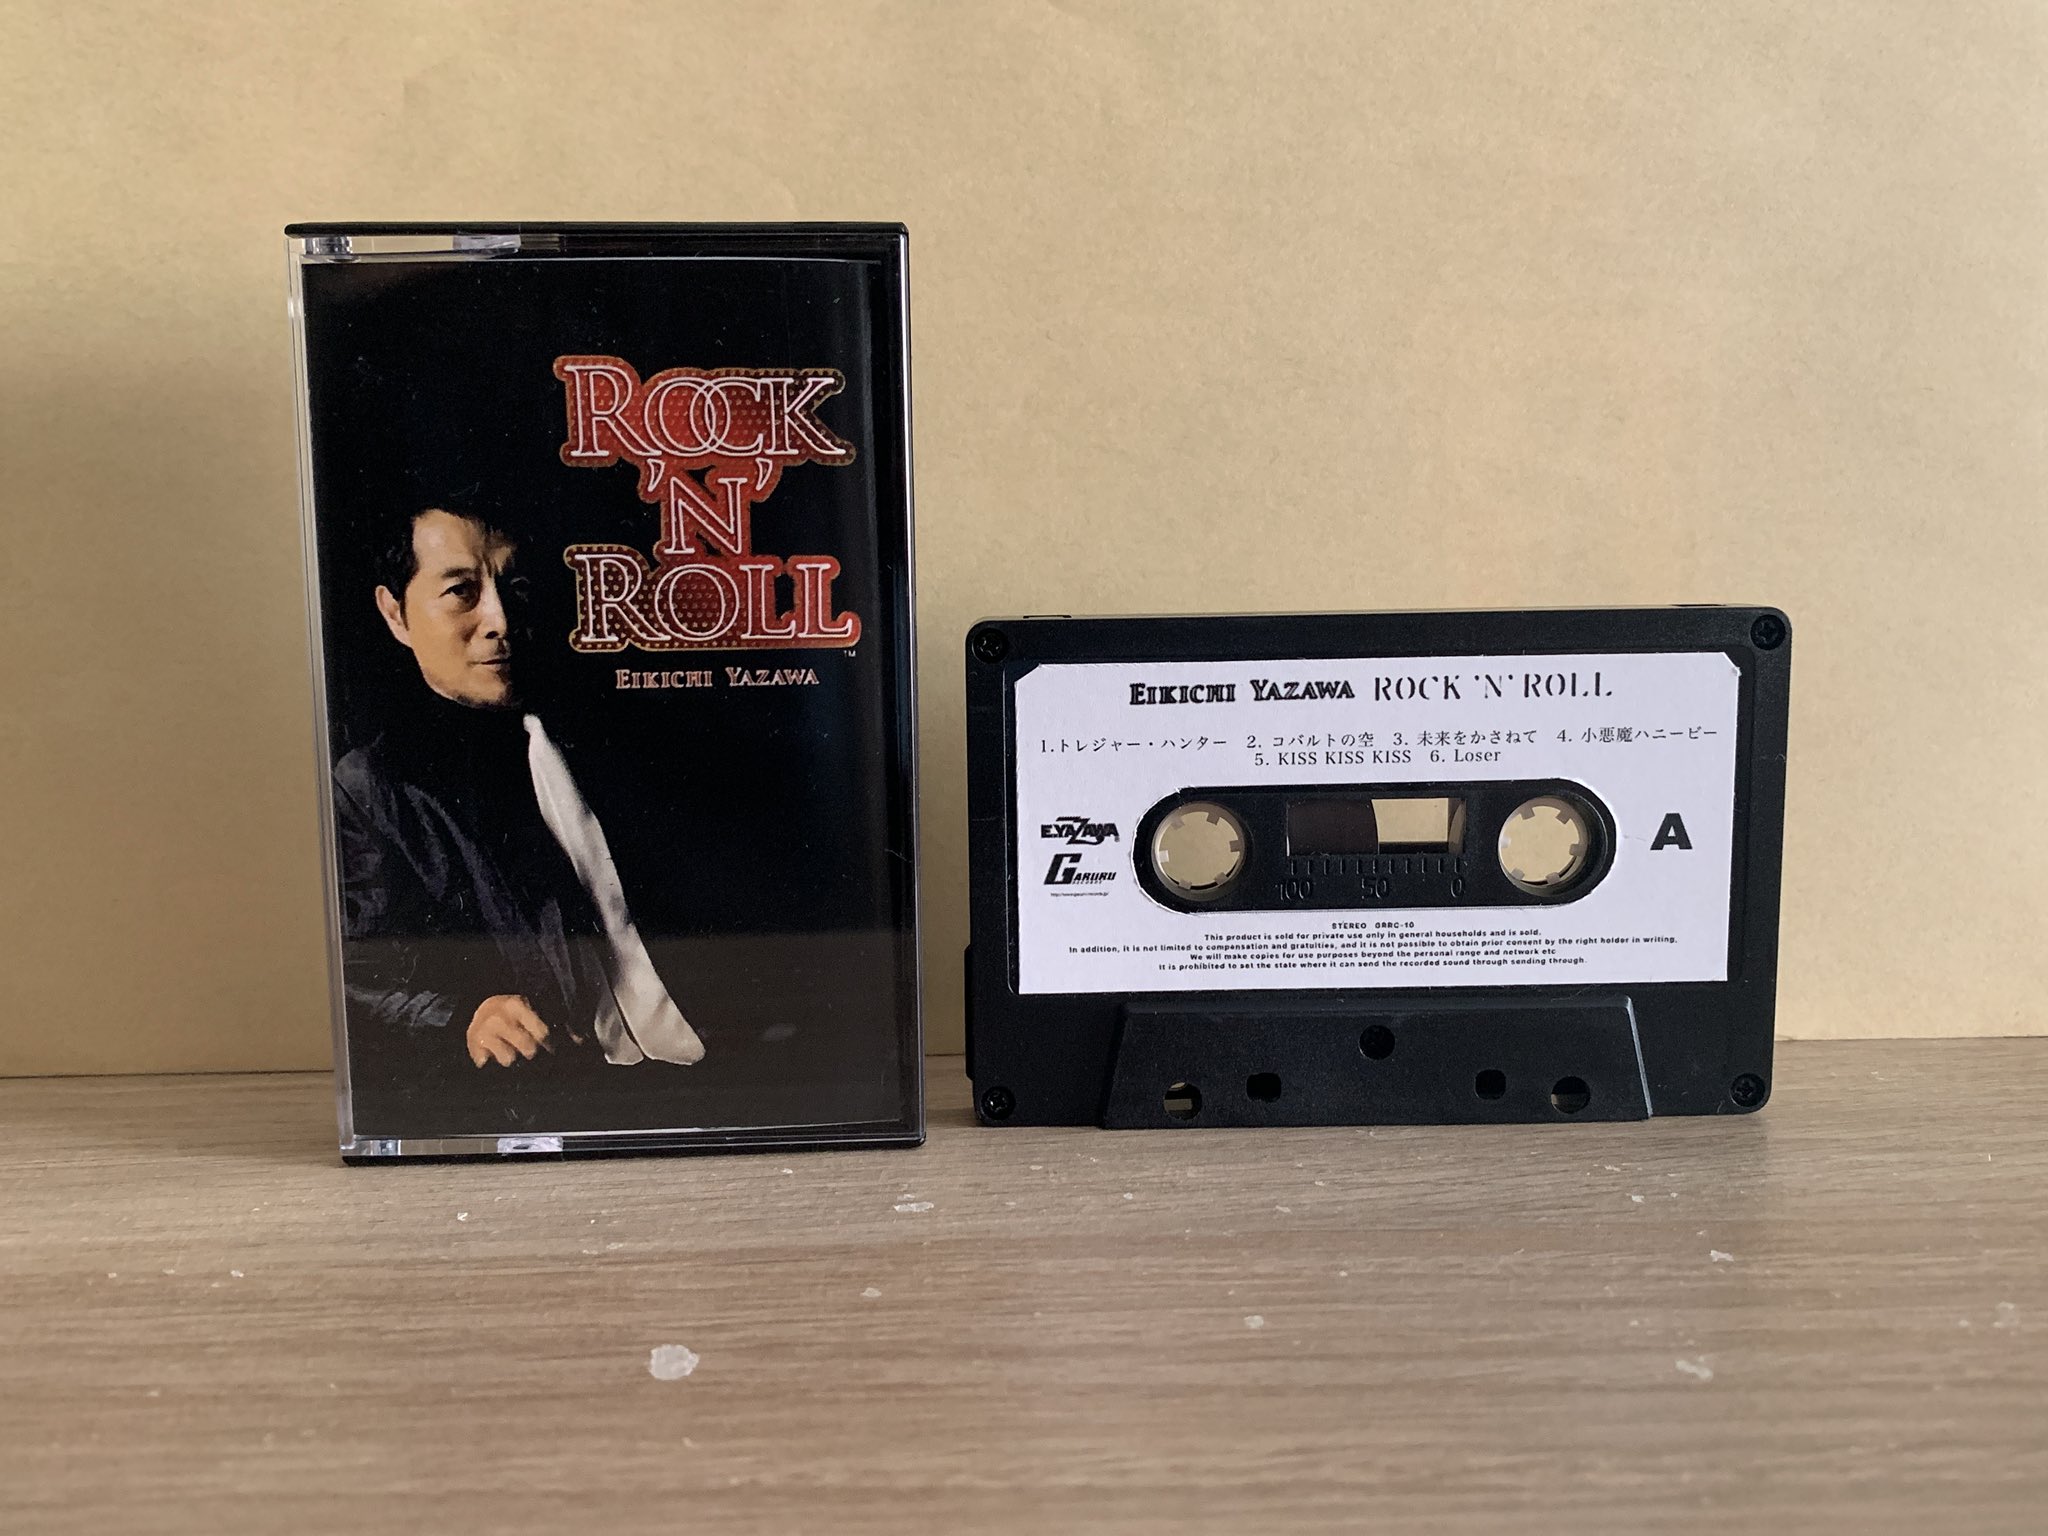 ROCK
'N'
ROLL
TM
EIKICHI YAZAWA
EIKICHI YAZAWA ROCK 'N' ROLL
1.トレジャー・ハンター 2. コバルトの空 3. 未来をかさねて 4. 小悪魔ハニービー
5. KISS KISS KISS 6. Loser
E.YAZAWA
GARURU
RECORDS
A
100 50 0
STEREO GRRC-10
This product is sold for private use only in general households and is sold.
In addition, it is not limited to compensation and gratuities, and it is not possible to obtain prior consent by the right holder in writing,
We will make copies for use purposes beyond the personal range and network etc
It is prohibited to set the state where it can send the recorded sound through sending through.